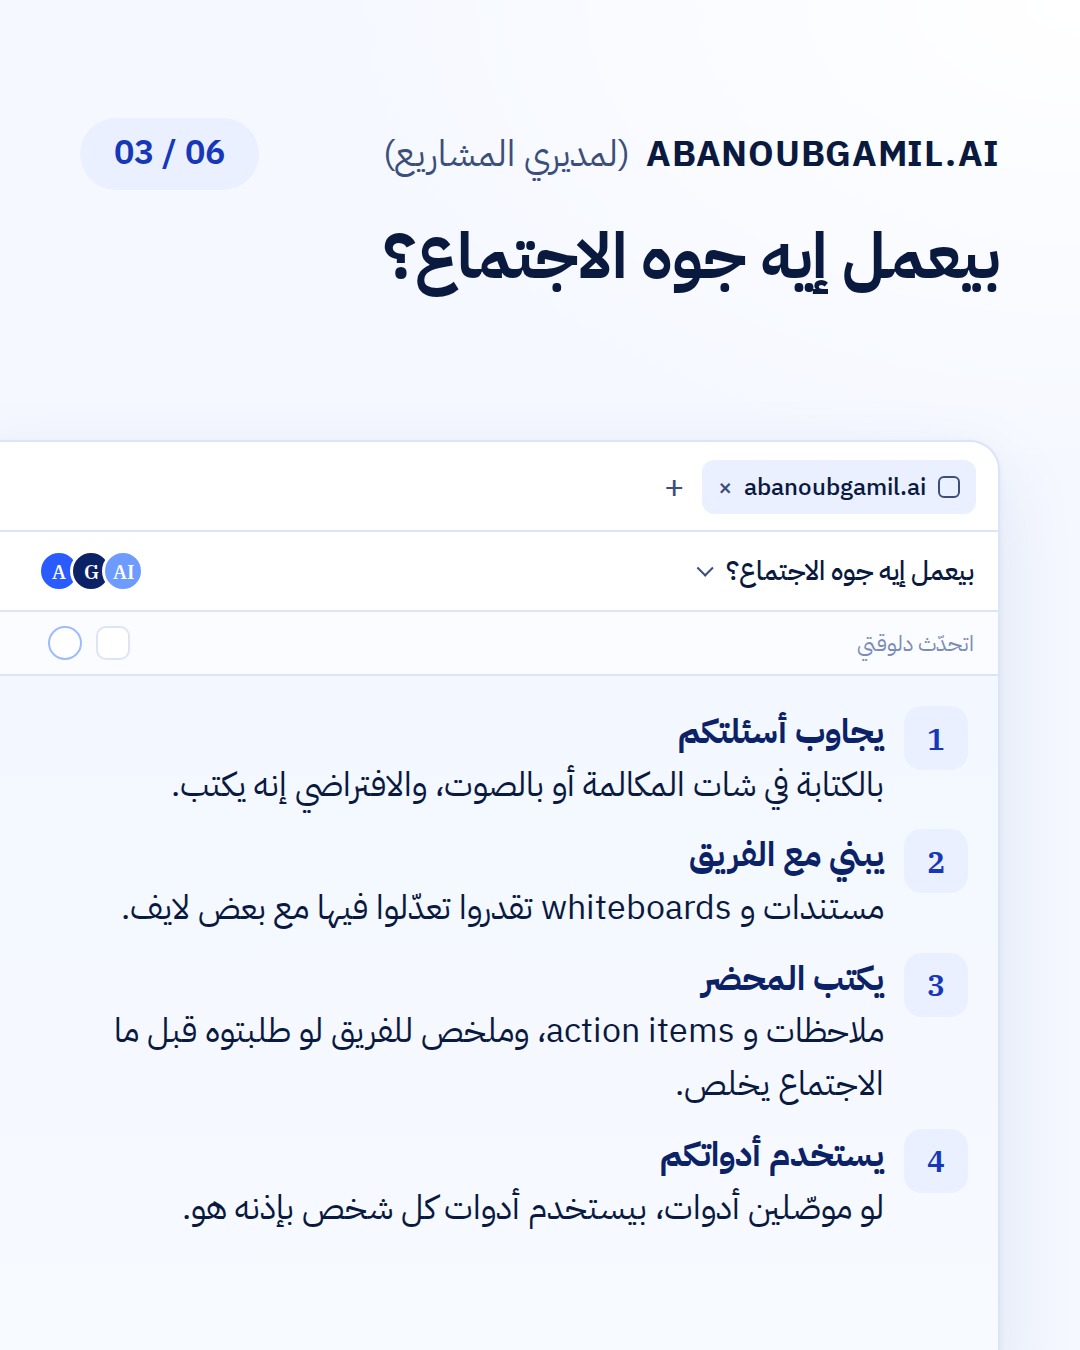 ABANOUBGAMIL.AI (لمديري المشاريع)
03 / 06
بيعمل إيه جوه الاجتماع؟
abanoubgamil.ai × +
بيعمل إيه جوه الاجتماع؟
A G AI
اتحدّث دلوقتي
1
يجاوب أسئلتكم
بالكتابة في شات المكالمة أو بالصوت، والافتراضي إنه يكتب.
2
يبني مع الفريق
مستندات و whiteboards تقدروا تعدّلوا فيها مع بعض لايف.
3
يكتب المحضر
ملاحظات و action items، وملخص للفريق لو طلبتوه قبل ما
الاجتماع يخلص.
4
يستخدم أدواتكم
لو موصّلين أدوات، بيستخدم أدوات كل شخص بإذنه هو.